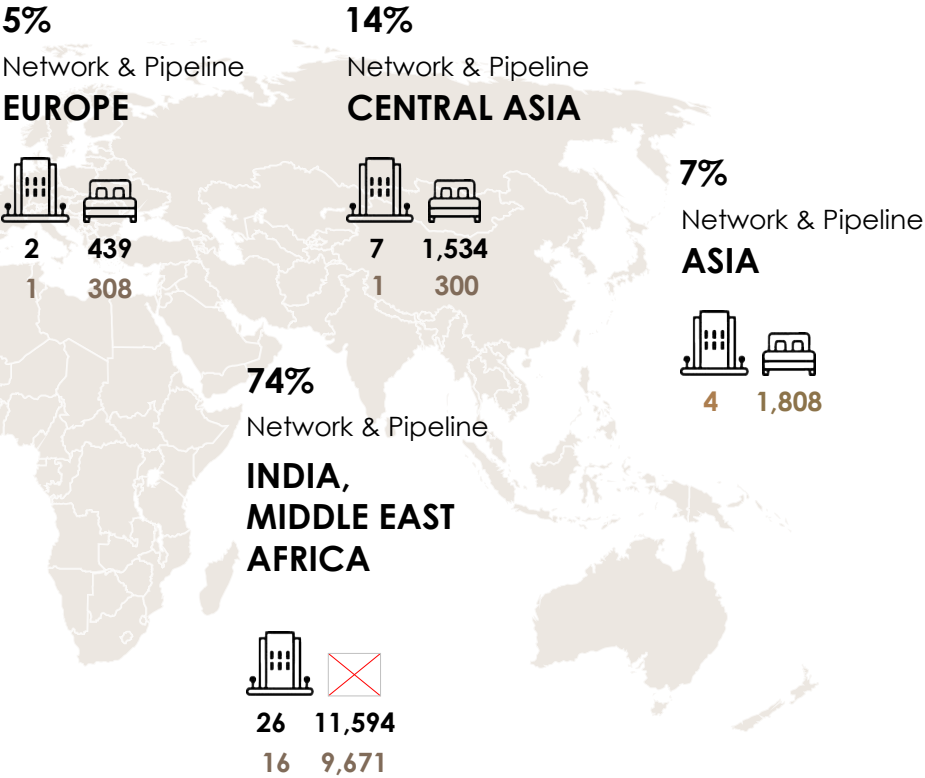 5%
Network & Pipeline
EUROPE
2 439
1 308
14%
Network & Pipeline
CENTRAL ASIA
7 1,534
1 300
7%
Network & Pipeline
ASIA
4 1,808
74%
Network & Pipeline
INDIA,
MIDDLE EAST
AFRICA
26 11,594
16 9,671